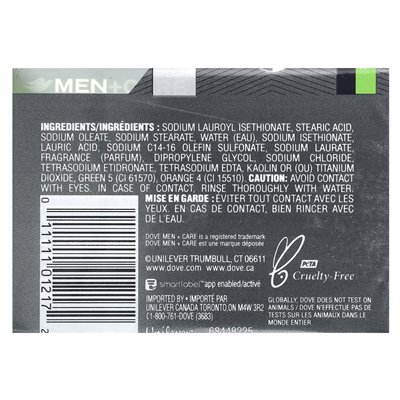 MEN+C
INGREDIENTS/INGRÉDIENTS : SODIUM LAUROYL ISETHIONATE, STEARIC ACID,
SODIUM OLEATE, SODIUM STEARATE, WATER (EAU), SODIUM ISETHIONATE,
LAURIC ACID, SODIUM C14-16 OLEFIN SULFONATE, SODIUM LAURATE,
FRAGRANCE (PARFUM), DIPROPYLENE GLYCOL, SODIUM CHLORIDE,
TETRASODIUM ETIDRONATE, TETRASODIUM EDTA, KAOLIN OR (OU) TITANIUM
DIOXIDE, GREEN 5 (CI 61570), ORANGE 4 (CI 15510). CAUTION: AVOID CONTACT
WITH EYES. IN CASE OF CONTACT, RINSE THOROUGHLY WITH WATER.
MISE EN GARDE : ÉVITER TOUT CONTACT AVEC LES
YEUX. EN CAS DE CONTACT, BIEN RINCER AVEC
DE L'EAU.
DOVE MEN + CARE is a registered trademark
DOVE MEN + CARE est une marque déposée
©UNILEVER TRUMBULL, CT 06611
www.dove.com www.dove.ca
smartlabel™ app enabled/activé
IMPORTED BY • IMPORTÉ PAR
UNILEVER CANADA TORONTO, ON M4W 3R2
1-800-761-DOVE (3683)
Unilever 68448225
0 11111 01217 2
PETA
Cruelty-Free
GLOBALLY, DOVE DOES NOT TEST ON
ANIMALS / DOVE N'EFFECTUE PAS DE
TESTS SUR LES ANIMAUX DANS LE
MONDE ENTIER